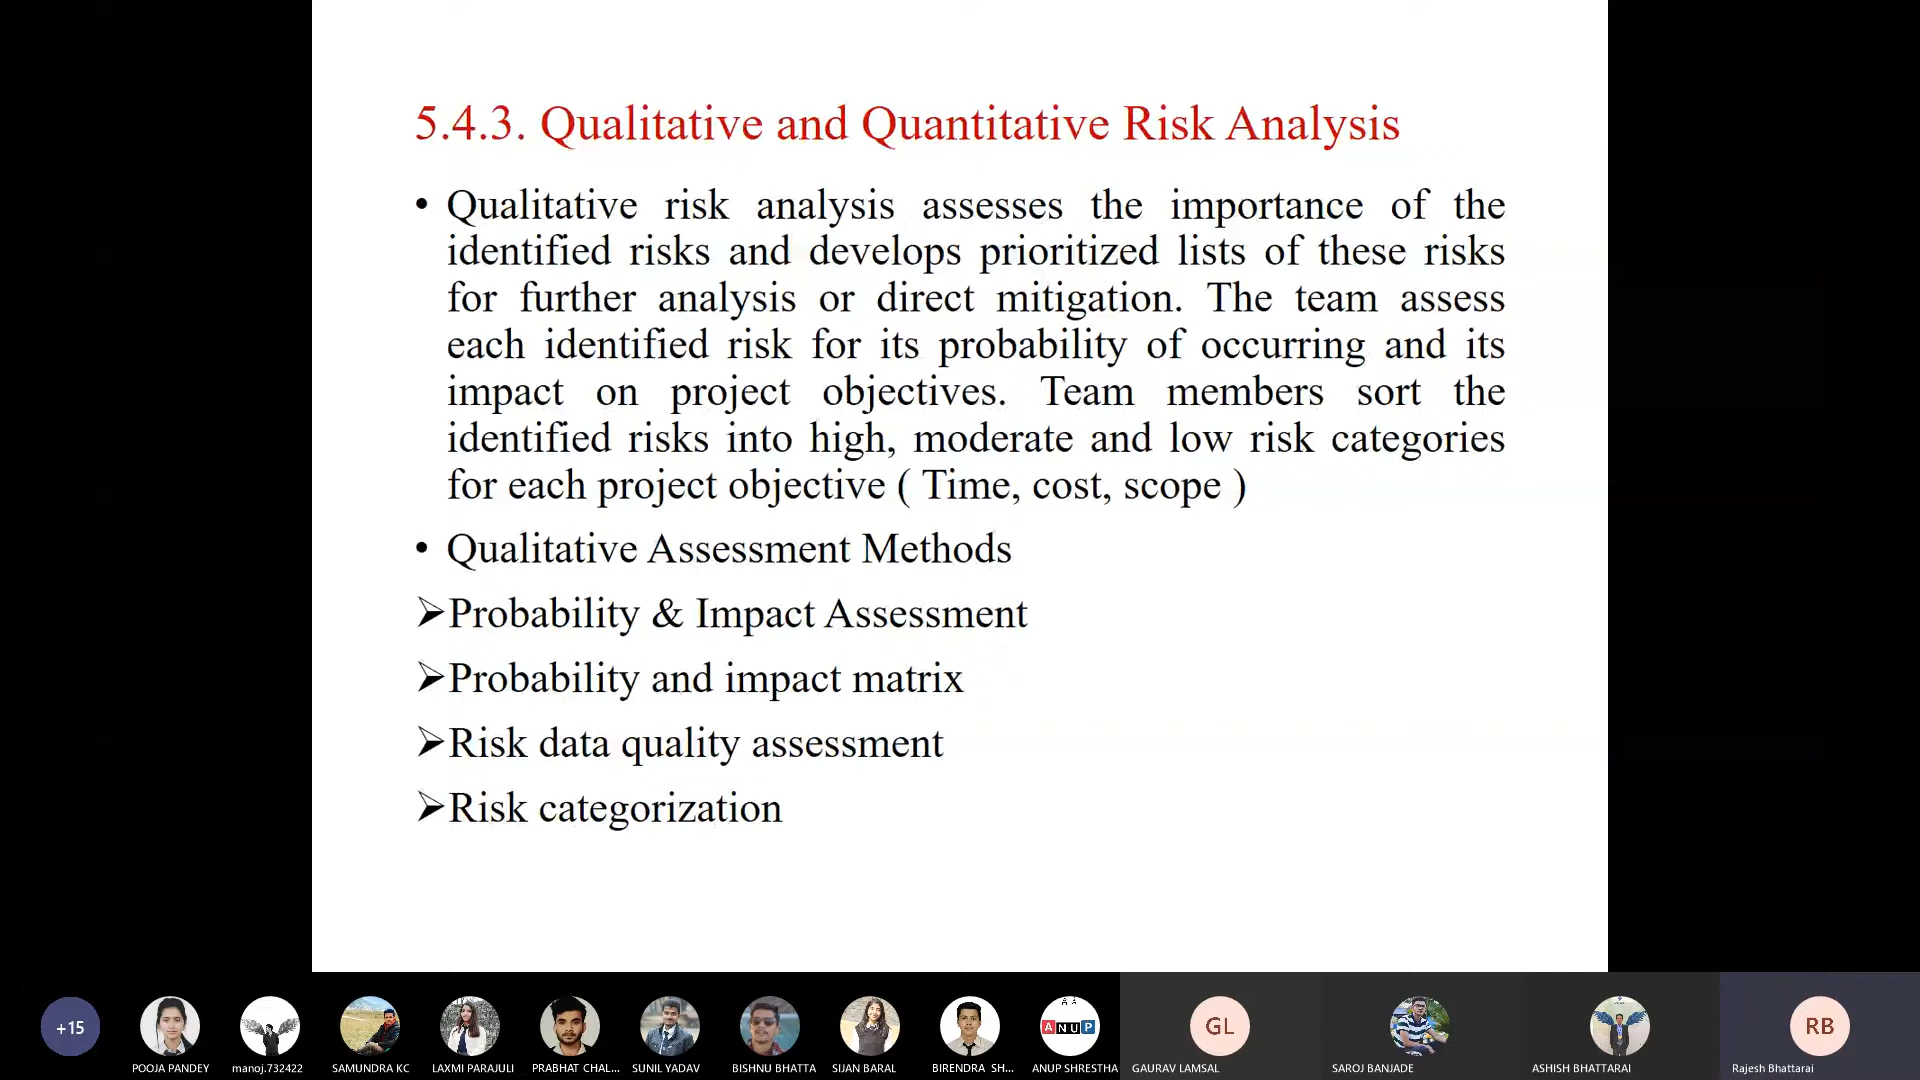 5.4.3. Qualitative and Quantitative Risk Analysis
• Qualitative risk analysis assesses the importance of the
identified risks and develops prioritized lists of these risks
for further analysis or direct mitigation. The team assess
each identified risk for its probability of occurring and its
impact on project objectives. Team members sort the
identified risks into high, moderate and low risk categories
for each project objective ( Time, cost, scope )
• Qualitative Assessment Methods
➢Probability & Impact Assessment
➢Probability and impact matrix
➢Risk data quality assessment
➢Risk categorization
+15
ANUP
GL
RB
POOJA PANDEY
manoj.732422
SAMUNDRA KC
LAXMI PARAJULI
PRABHAT CHAL...
SUNIL YADAV
BISHNU BHATTA
SIJAN BARAL
BIRENDRA SH...
ANUP SHRESTHA
GAURAV LAMSAL
SAROJ BANJADE
ASHISH BHATTARAI
Rajesh Bhattarai